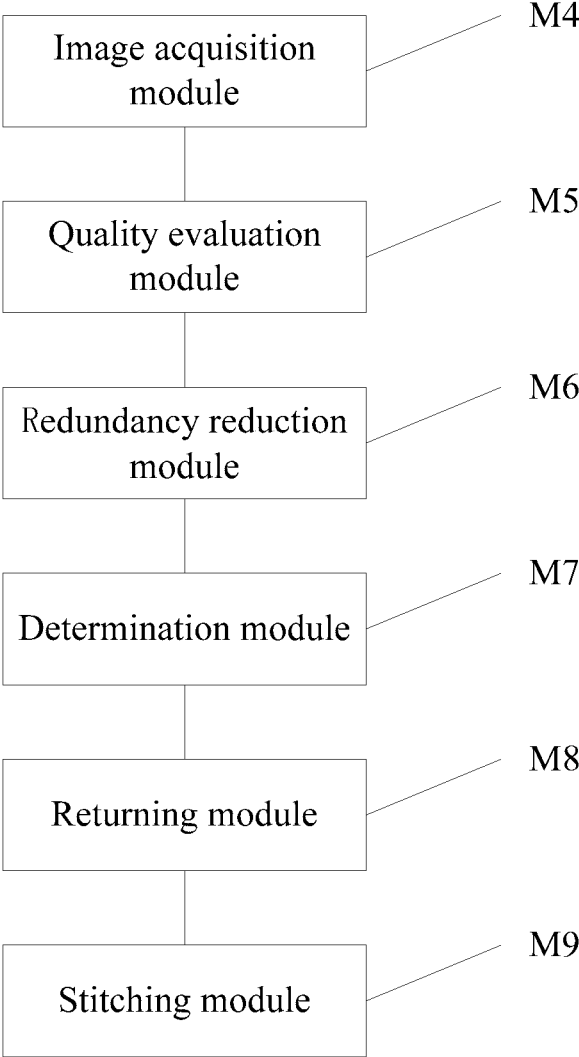 M4
Image acquisition
module
M5
Quality evaluation
module
M6
Redundancy reduction
module
M7
Determination module
M8
Returning module
M9
Stitching module